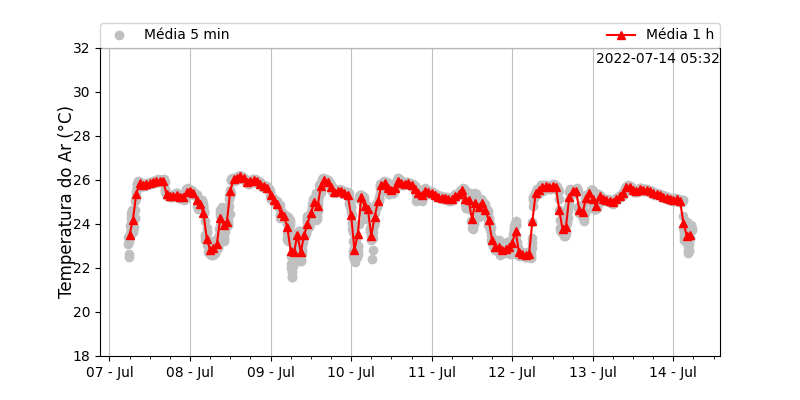 Média 5 min
Média 1 h
2022-07-14 05:32
Temperatura do Ar (°C)
32
30
28
26
24
22
20
18
07 - Jul
08 - Jul
09 - Jul
10 - Jul
11 - Jul
12 - Jul
13 - Jul
14 - Jul